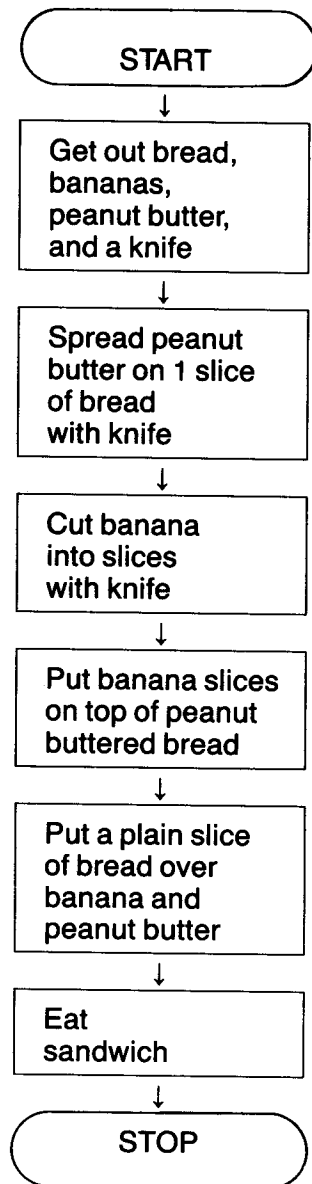 START
Get out bread,
bananas,
peanut butter,
and a knife
Spread peanut
butter on 1 slice
of bread
with knife
Cut banana
into slices
with knife
Put banana slices
on top of peanut
buttered bread
Put a plain slice
of bread over
banana and
peanut butter
Eat
sandwich
STOP